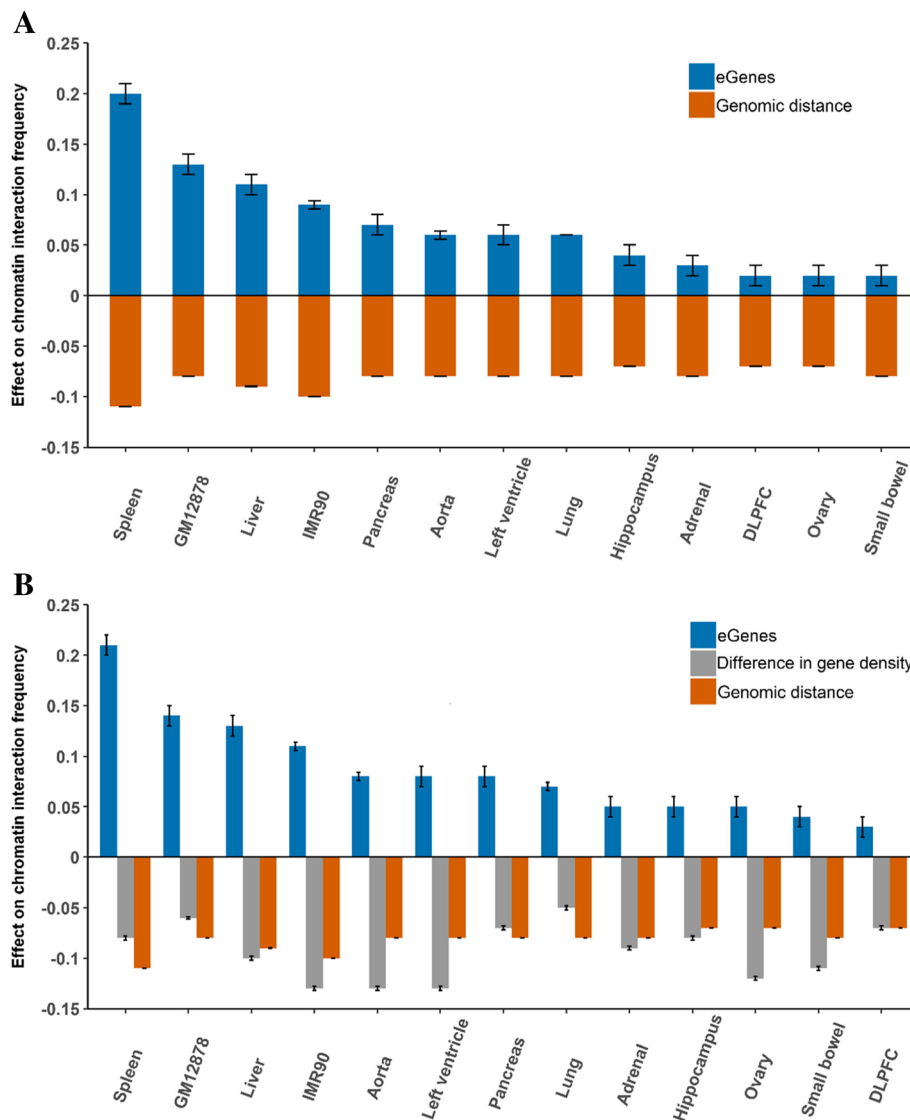 A
Effect on chromatin interaction frequency
0.25
0.2
0.15
0.1
0.05
0
-0.05
-0.1
-0.15
eGenes
Genomic distance
Spleen
GM12878
Liver
IMR90
Pancreas
Aorta
Left ventricle
Lung
Hippocampus
Adrenal
DLPFC
Ovary
Small bowel
B
Effect on chromatin interaction frequency
0.25
0.2
0.15
0.1
0.05
0
-0.05
-0.1
-0.15
eGenes
Difference in gene density
Genomic distance
Spleen
GM12878
Liver
IMR90
Aorta
Left ventricle
Pancreas
Lung
Adrenal
Hippocampus
Ovary
Small bowel
DLPFC